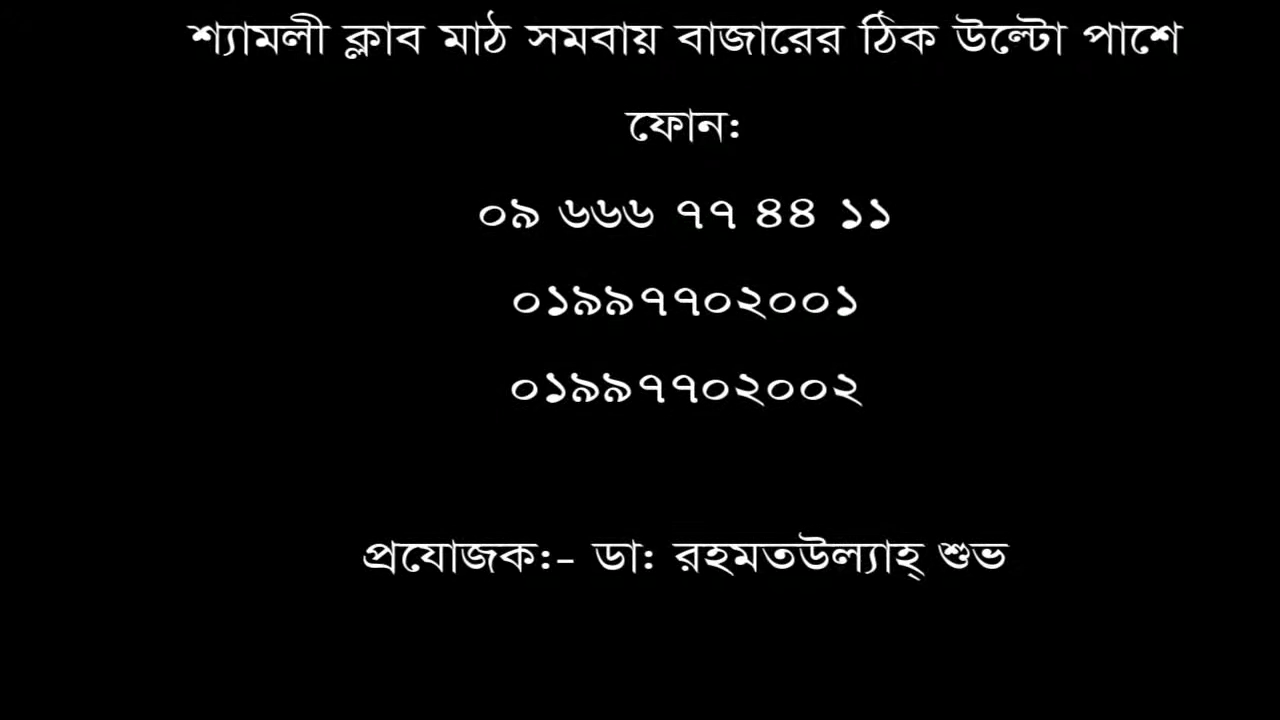 শ্যামলী ক্লাব মাঠ সমবায় বাজারের ঠিক উল্টো পাশে
ফোন:
০৯ ৬৬৬ ৭৭ ৪৪ ১১
০১৯৯৭৭০২০০১
০১৯৯৭৭০২০০২
প্রযোজক:- ডা: রহমতউল্যাহ্ শুভ